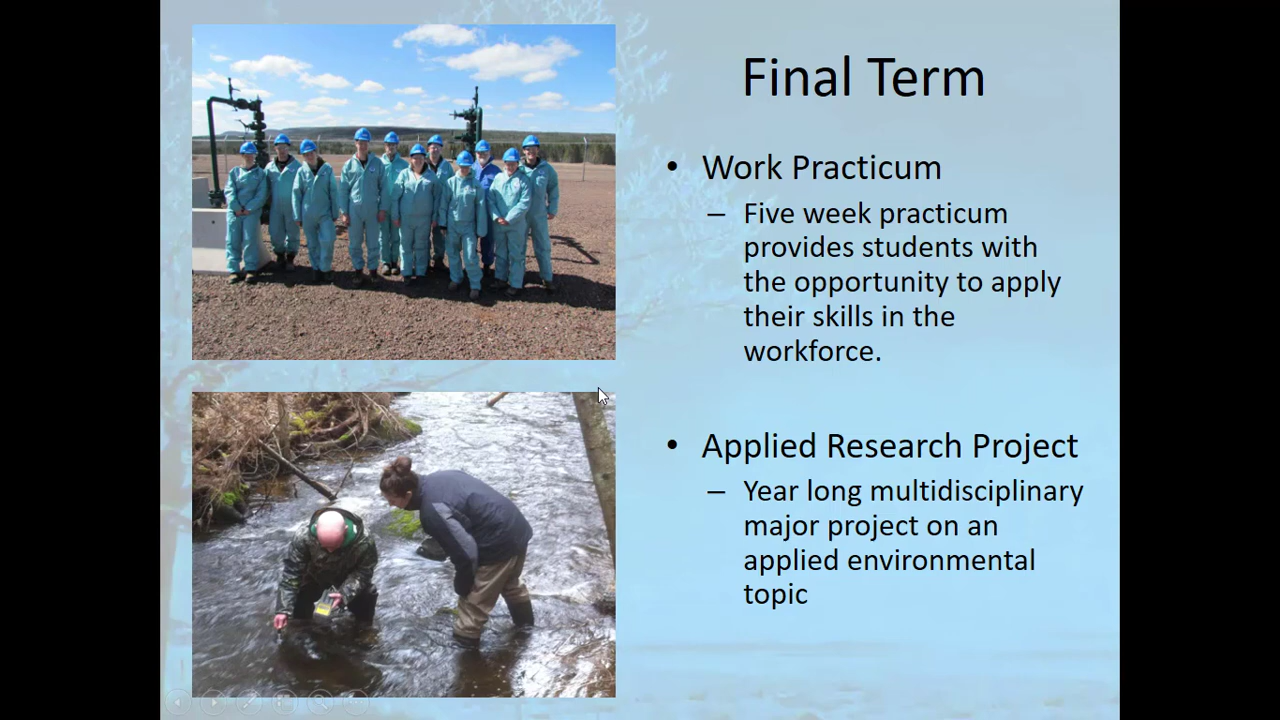 Final Term
• Work Practicum
– Five week practicum
provides students with
the opportunity to apply
their skills in the
workforce.
• Applied Research Project
– Year long multidisciplinary
major project on an
applied environmental
topic